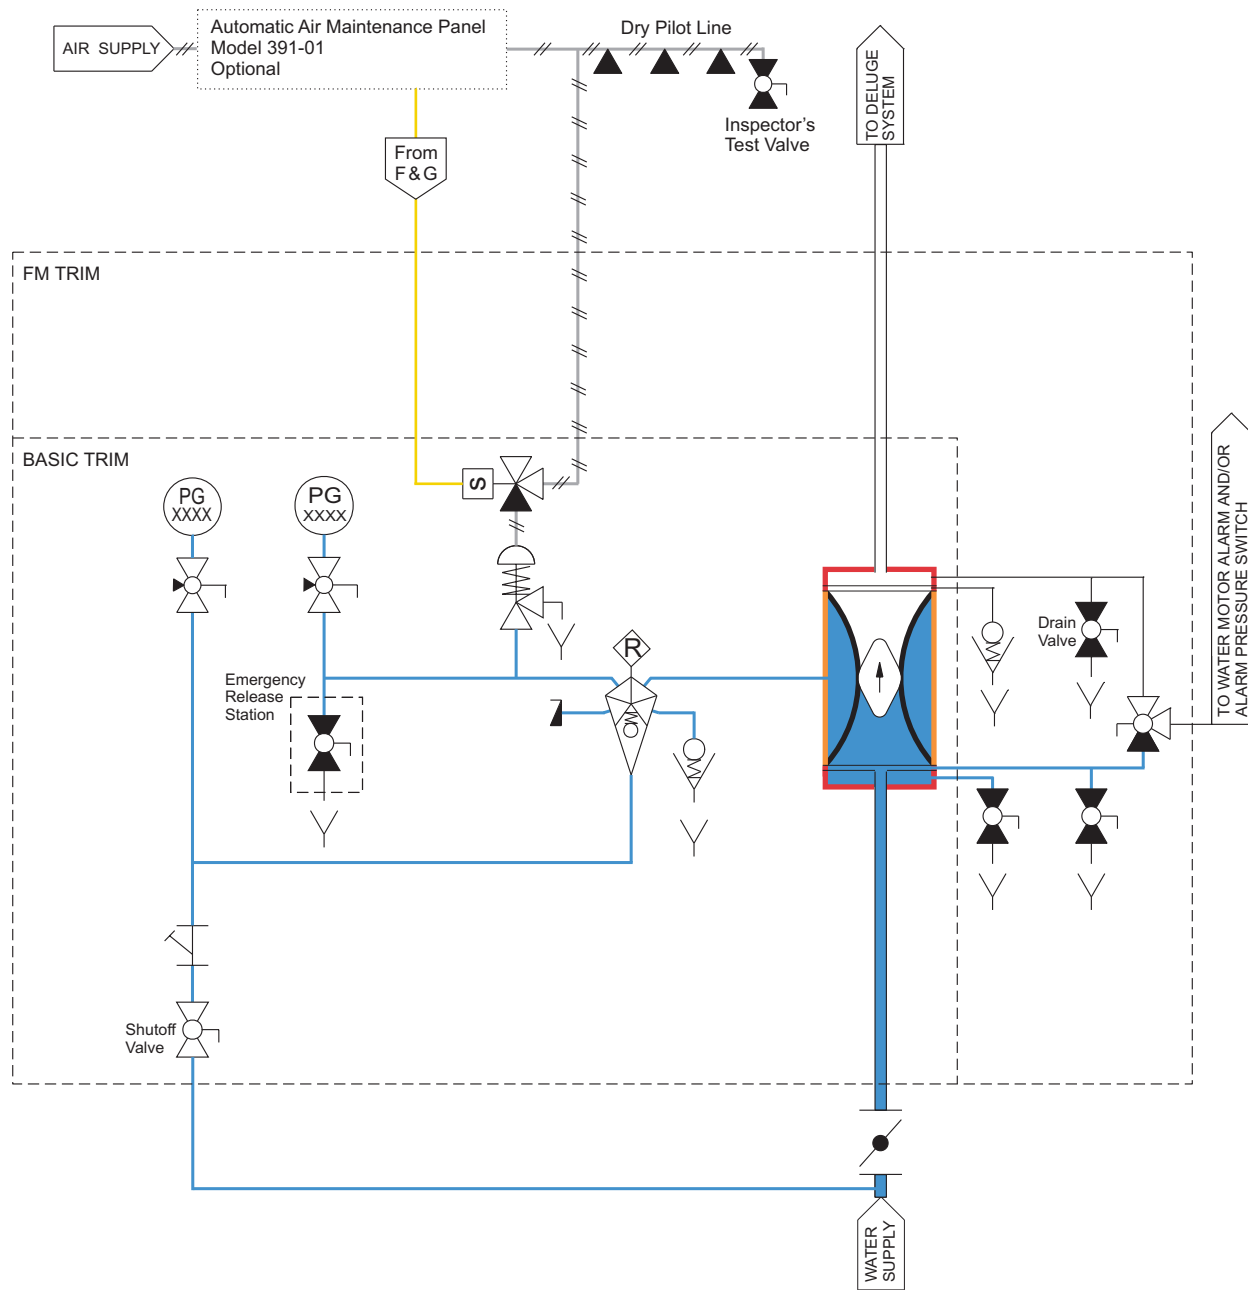 AIR SUPPLY
Automatic Air Maintenance Panel
Model 391-01
Optional
Dry Pilot Line
Inspector's
Test Valve
TO DELUGE
SYSTEM
From
F & G
FM TRIM
BASIC TRIM
PG
XXXX
PG
XXXX
S
R
Emergency
Release
Station
Drain
Valve
TO WATER MOTOR ALARM AND/OR
ALARM PRESSURE SWITCH
Shutoff
Valve
WATER
SUPPLY